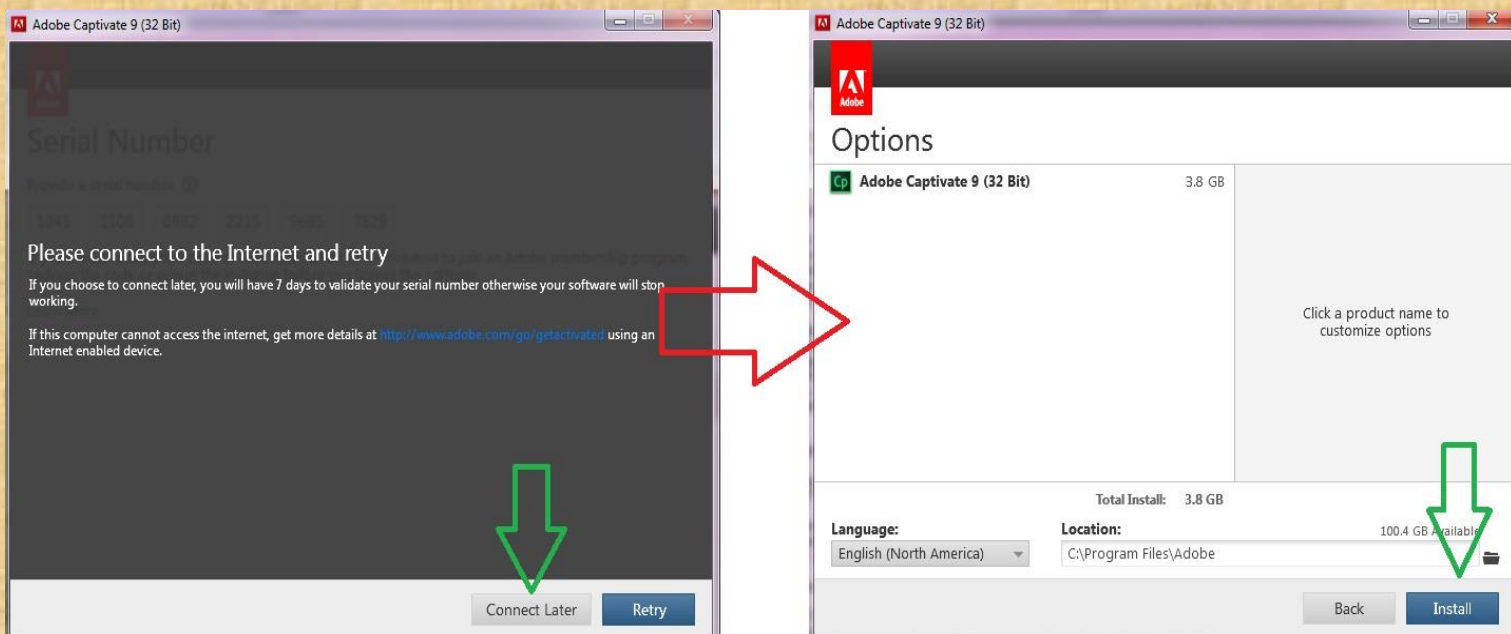 Adobe Captivate 9 (32 Bit)
Serial Number
Please connect to the Internet and retry
If you choose to connect later, you will have 7 days to validate your serial number otherwise your software will stop
working.
If this computer cannot access the internet, get more details at http://www.adobe.com/go/getactivated using an
Internet enabled device.
Connect Later
Retry
Adobe Captivate 9 (32 Bit)
Adobe
Options
Cp Adobe Captivate 9 (32 Bit) 3.8 GB
Click a product name to
customize options
Total Install: 3.8 GB
Language:
English (North America)
Location: 100.4 GB Available
C:\Program Files\Adobe
Back
Install